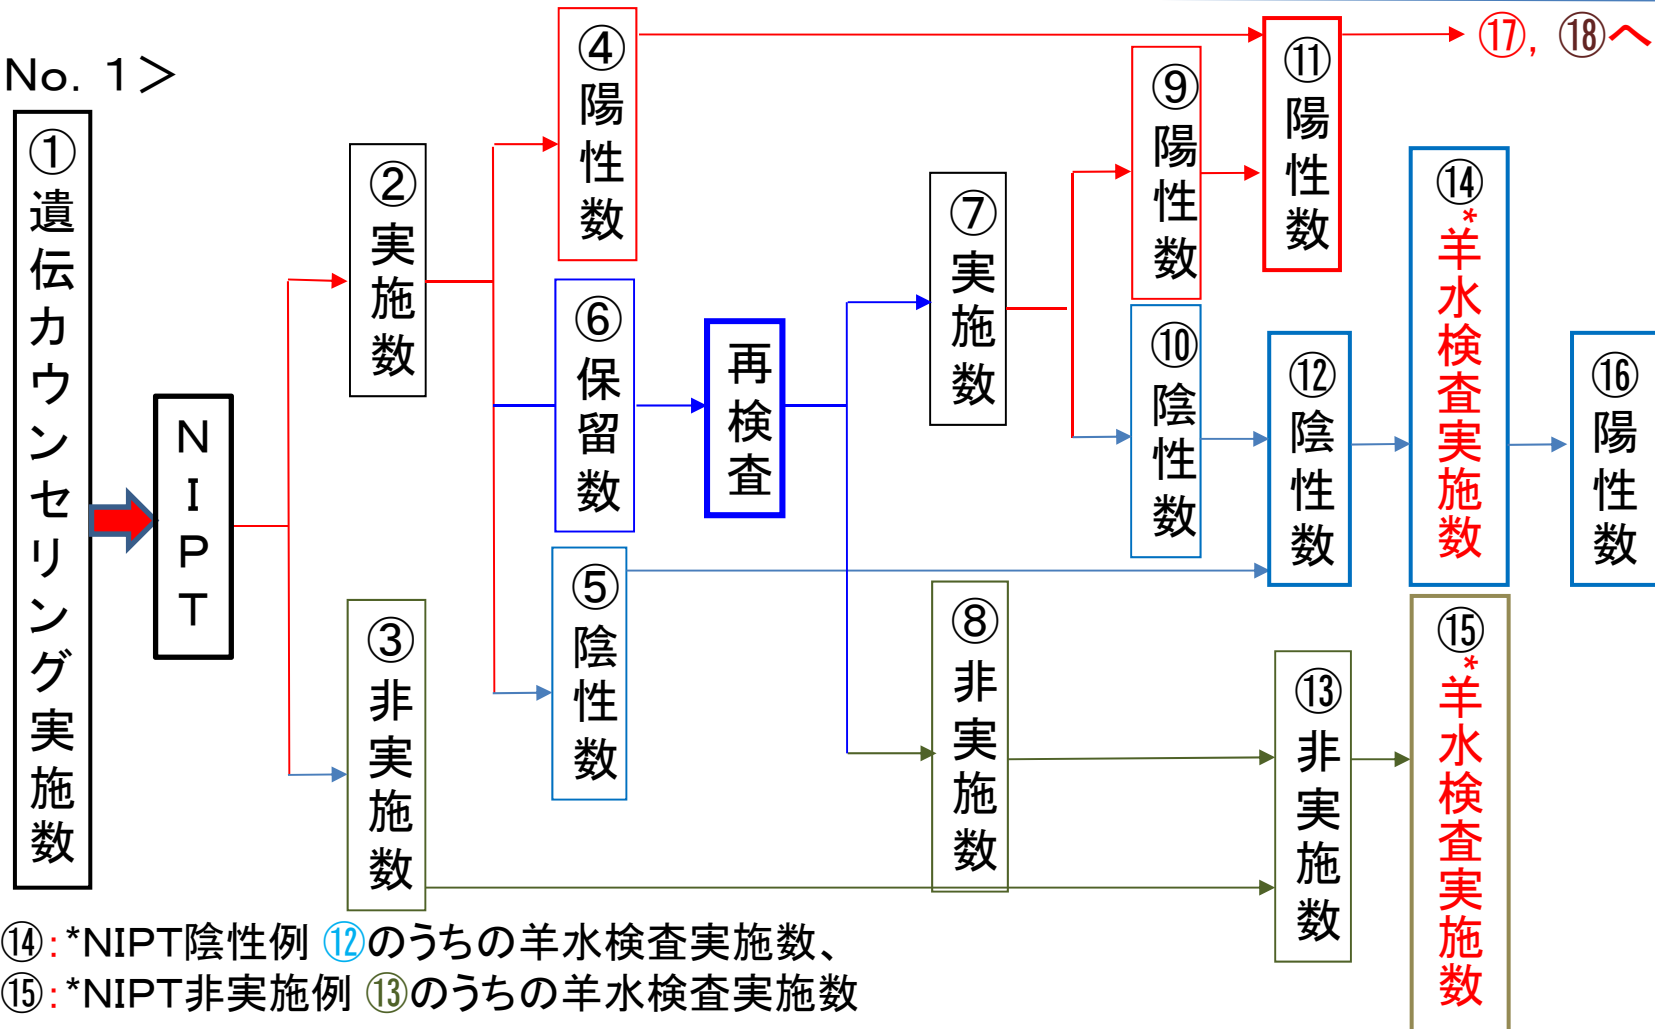 No. 1＞
①遺伝カウンセリング実施数
NIPT
②実施数
③非実施数
④陽性数
⑥保留数
⑤陰性数
再検査
⑦実施数
⑧非実施数
⑨陽性数
⑩陰性数
⑪陽性数
⑫陰性数
⑬非実施数
⑭*羊水検査実施数
⑮*羊水検査実施数
⑯陽性数
⑰, ⑱へ
⑭:*NIPT陰性例 ⑫のうちの羊水検査実施数、
⑮:*NIPT非実施例 ⑬のうちの羊水検査実施数